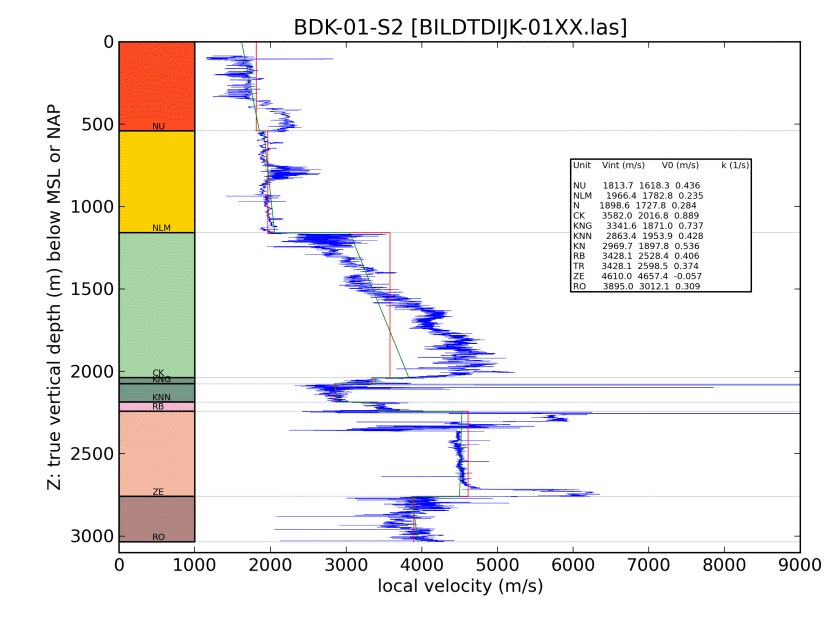 BDK-01-S2 [BILDTDIJK-01XX.las]
Z: true vertical depth (m) below MSL or NAP
0
500
1000
1500
2000
2500
3000
NU
NLM
CK
KNG
KNN
RB
ZE
RO
Unit Vint (m/s) V0 (m/s) k (1/s)
NU 1813.7 1618.3 0.436
NLM 1966.4 1782.8 0.235
N 1898.6 1727.8 0.284
CK 3582.0 2016.8 0.889
KNG 3341.6 1871.0 0.737
KNN 2863.4 1953.9 0.428
KN 2969.7 1897.8 0.536
RB 3428.1 2528.4 0.406
TR 3428.1 2598.5 0.374
ZE 4610.0 4657.4 -0.057
RO 3895.0 3012.1 0.309
0 1000 2000 3000 4000 5000 6000 7000 8000 9000
local velocity (m/s)